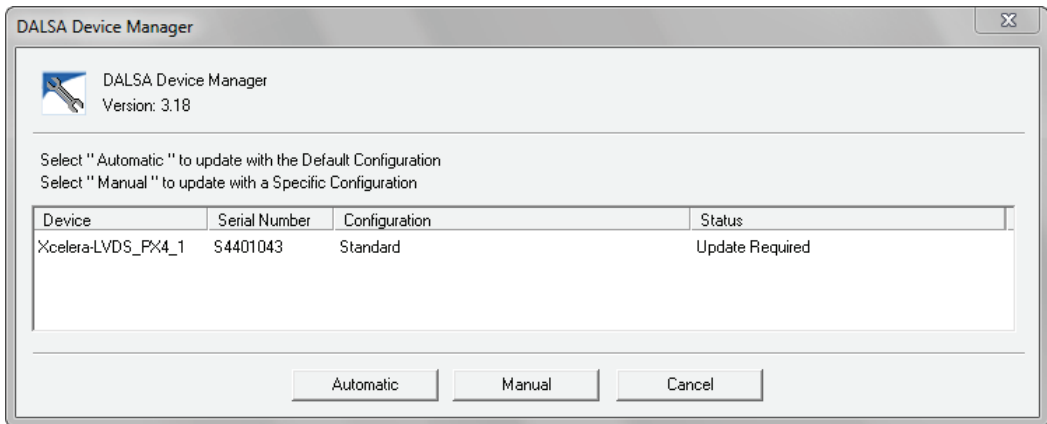 DALSA Device Manager
DALSA Device Manager
Version: 3.18
Select " Automatic " to update with the Default Configuration
Select " Manual " to update with a Specific Configuration
Device Serial Number Configuration Status
Xcelera-LVDS_PX4_1 S4401043 Standard Update Required
Automatic Manual Cancel